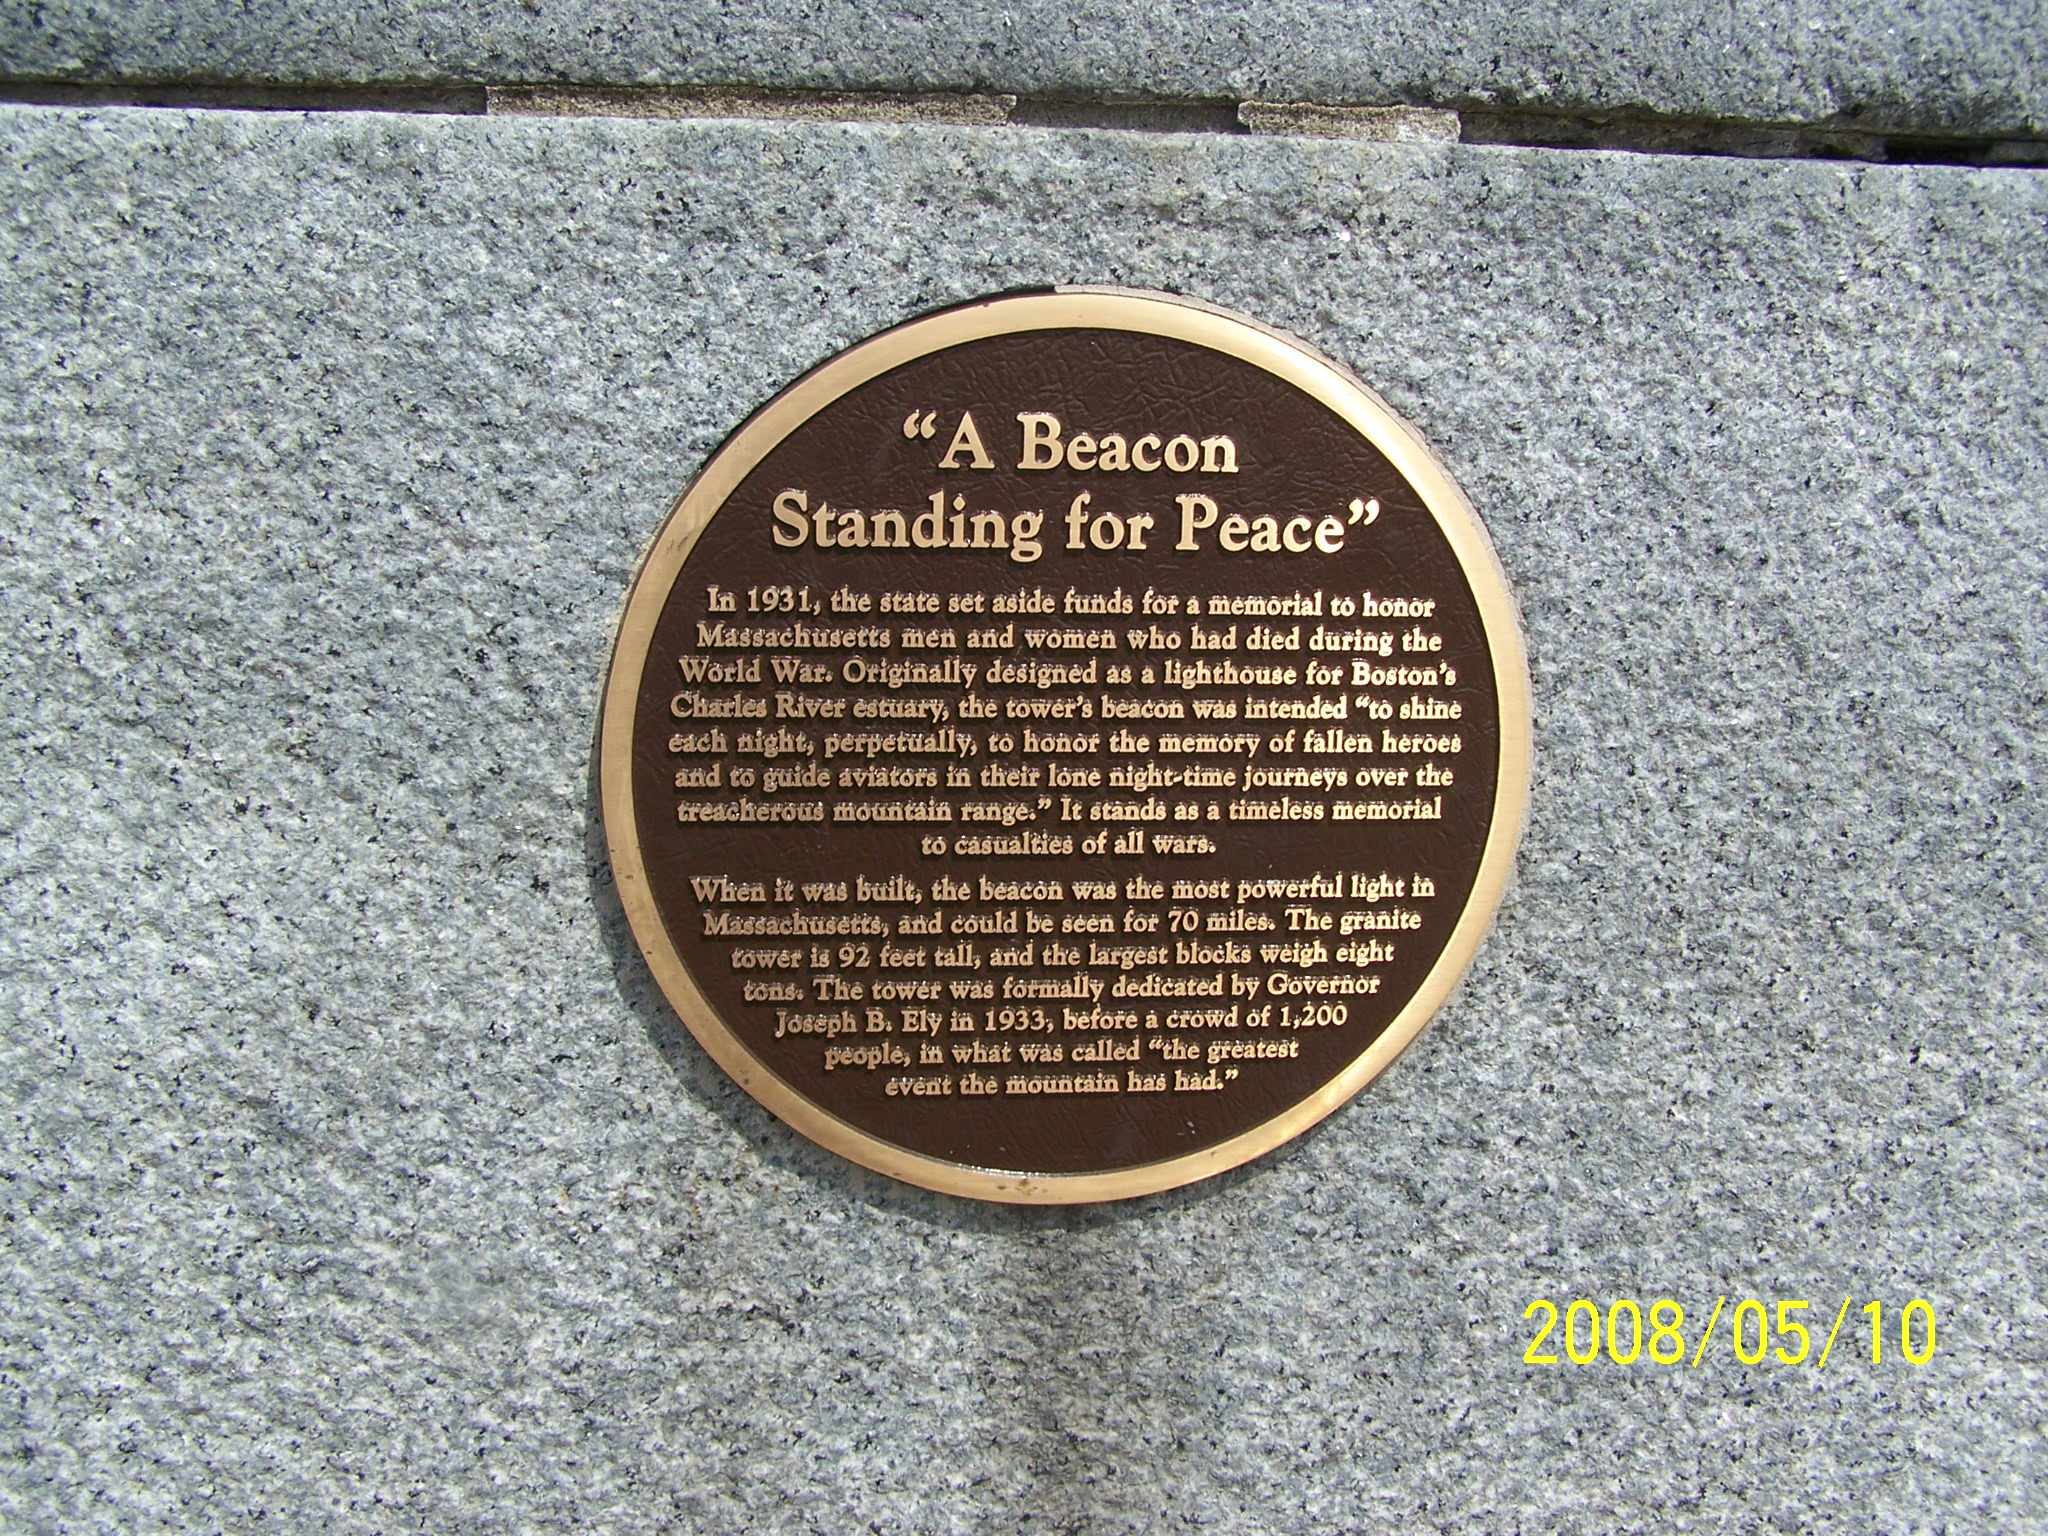 “A Beacon
Standing for Peace”
In 1931, the state set aside funds for a memorial to honor
Massachusetts men and women who had died during the
World War. Originally designed as a lighthouse for Boston’s
Charles River estuary, the tower’s beacon was intended “to shine
each night, perpetually, to honor the memory of fallen heroes
and to guide aviators in their lone night-time journeys over the
treacherous mountain range.” It stands as a timeless memorial
to casualties of all wars.
When it was built, the beacon was the most powerful light in
Massachusetts, and could be seen for 70 miles. The granite
tower is 92 feet tall, and the largest blocks weigh eight
tons. The tower was formally dedicated by Governor
Joseph B. Ely in 1933, before a crowd of 1,200
people, in what was called “the greatest
event the mountain has had.”
2008/05/10